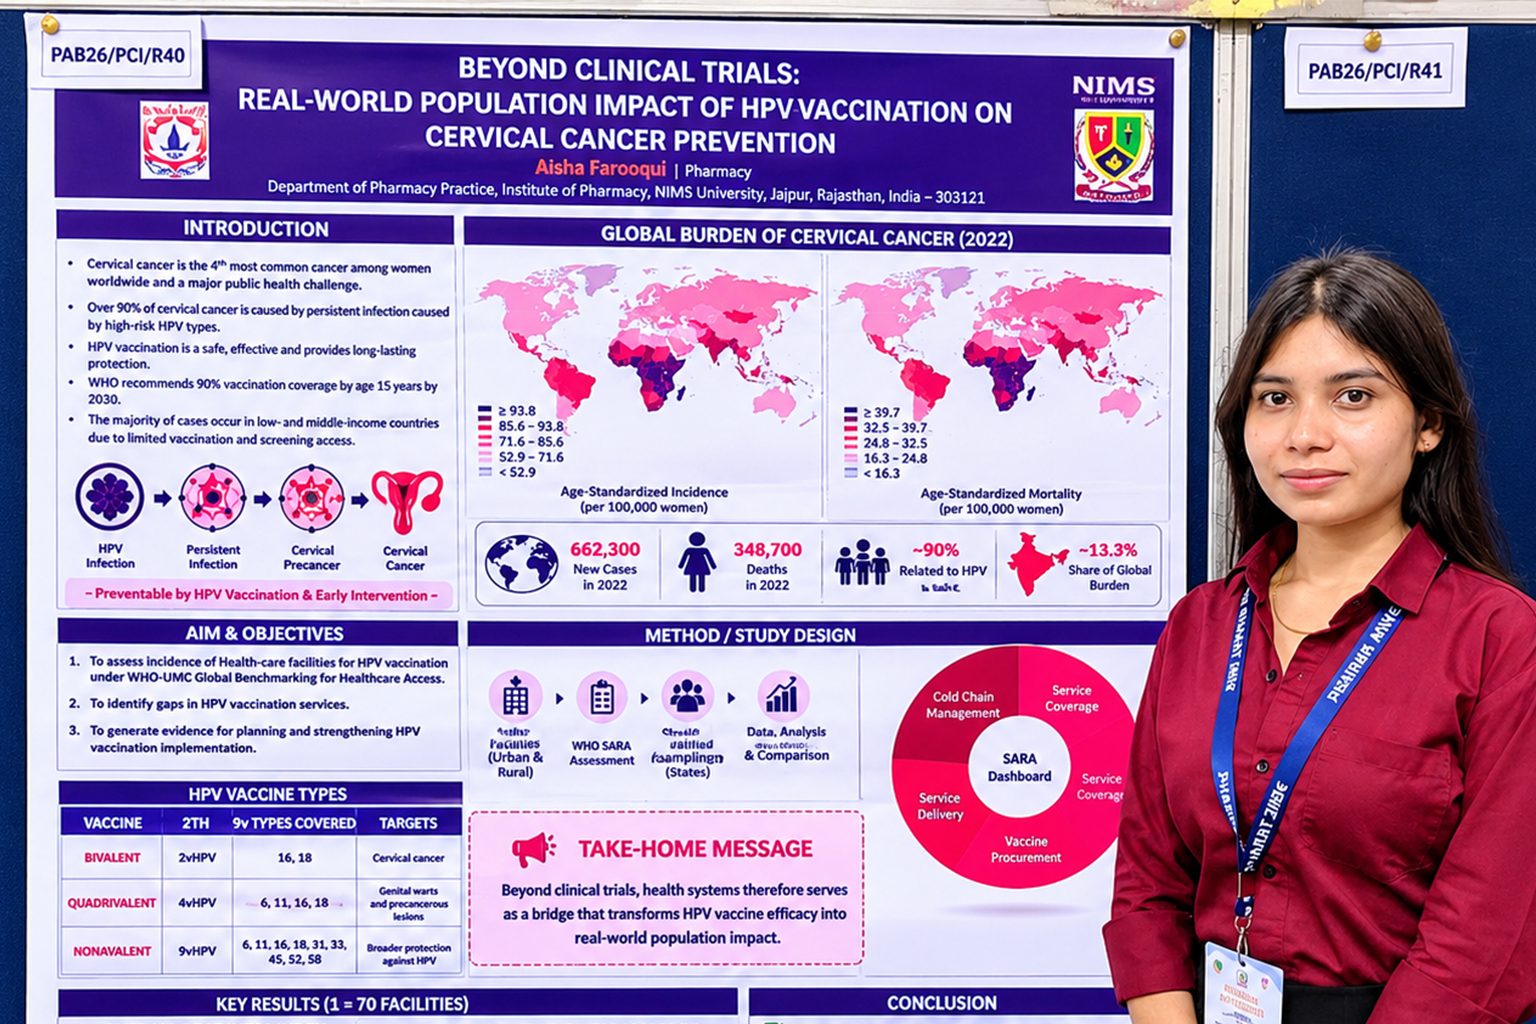 PAB26/PCI/R40
PAB26/PCI/R41
BEYOND CLINICAL TRIALS:
REAL-WORLD POPULATION IMPACT OF HPV-VACCINATION ON
CERVICAL CANCER PREVENTION
Aisha Farooqui | Pharmacy
Department of Pharmacy Practice, Institute of Pharmacy, NIMS University, Jajpur, Rajasthan, India – 303121
NIMS
INTRODUCTION
• Cervical cancer is the 4th most common cancer among women
worldwide and a major public health challenge.
• Over 90% of cervical cancer is caused by persistent infection caused
by high-risk HPV types.
• HPV vaccination is a safe, effective and provides long-lasting
protection.
• WHO recommends 90% vaccination coverage by age 15 years by
2030.
• The majority of cases occur in low- and middle-income countries
due to limited vaccination and screening access.
HPV
Infection
Persistent
Infection
Cervical
Precancer
Cervical
Cancer
– Preventable by HPV Vaccination & Early Intervention –
GLOBAL BURDEN OF CERVICAL CANCER (2022)
≥ 93.8
85.6 – 93.8
71.6 – 85.6
52.9 – 71.6
< 52.9
Age-Standardized Incidence
(per 100,000 women)
≥ 39.7
32.5 – 39.7
24.8 – 32.5
16.3 – 24.8
< 16.3
Age-Standardized Mortality
(per 100,000 women)
662,300
New Cases
in 2022
348,700
Deaths
in 2022
~90%
Related to HPV
~13.3%
Share of Global
Burden
AIM & OBJECTIVES
1. To assess incidence of Health-care facilities for HPV vaccination
under WHO-UMC Global Benchmarking for Healthcare Access.
2. To identify gaps in HPV vaccination services.
3. To generate evidence for planning and strengthening HPV
vaccination implementation.
METHOD / STUDY DESIGN
(Urban &
Rural)
WHO SARA
Assessment
(States)
Data, Analysis
& Comparison
Cold Chain
Management
Service
Coverage
SARA
Dashboard
Service
Coverage
Service
Delivery
Vaccine
Procurement
HPV VACCINE TYPES
VACCINE 2TH 9v TYPES COVERED TARGETS
BIVALENT 2vHPV 16, 18 Cervical cancer
QUADRIVALENT 4vHPV 6, 11, 16, 18 Genital warts
and precancerous
lesions
NONAVALENT 9vHPV 6, 11, 16, 18, 31, 33,
45, 52, 58 Broader protection
against HPV
TAKE-HOME MESSAGE
Beyond clinical trials, health systems therefore serves
as a bridge that transforms HPV vaccine efficacy into
real-world population impact.
KEY RESULTS (1 = 70 FACILITIES)
CONCLUSION